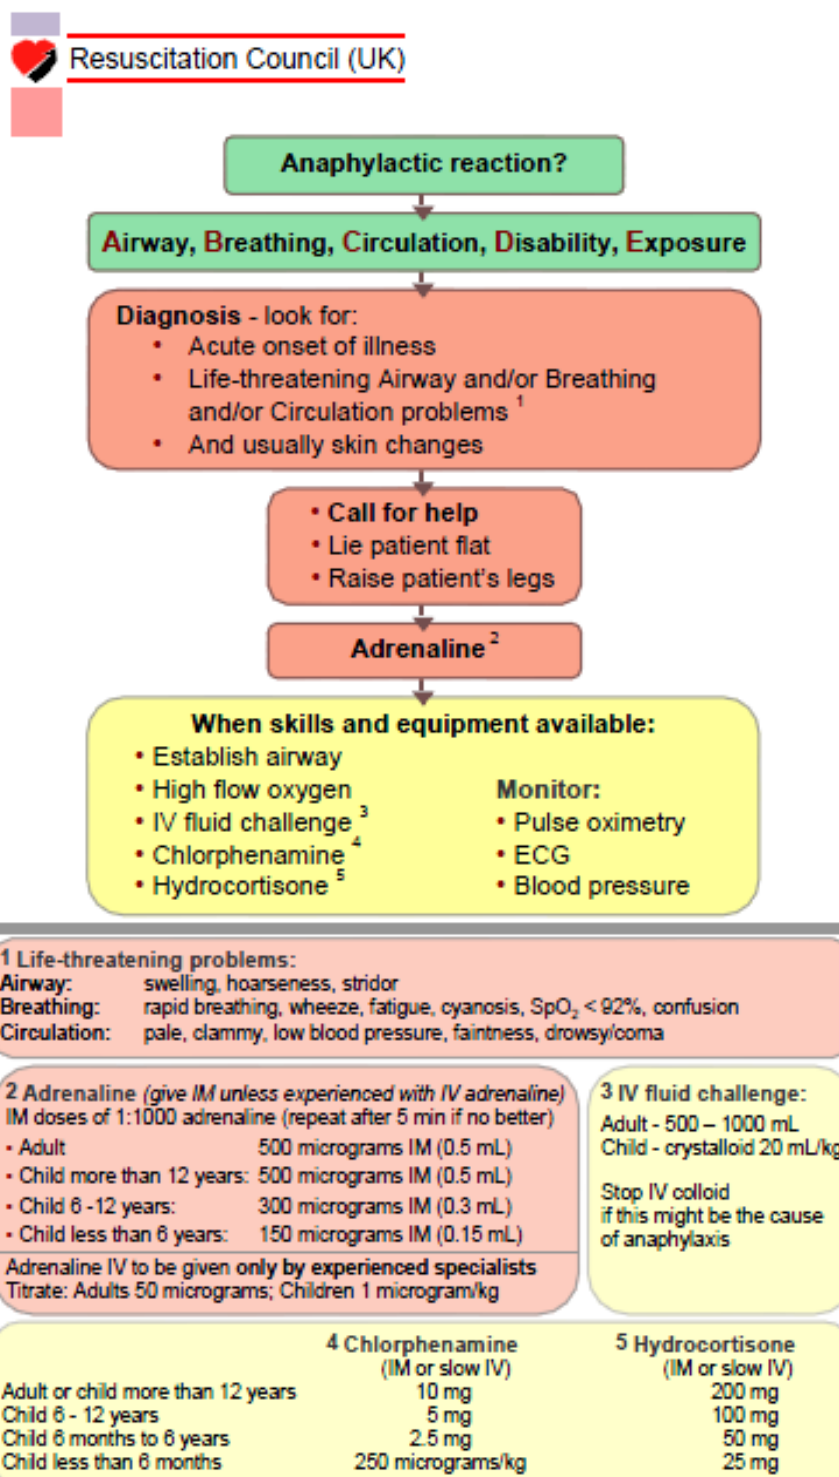 Resuscitation Council (UK)
Anaphylactic reaction?
Airway, Breathing, Circulation, Disability, Exposure
Diagnosis - look for:
• Acute onset of illness
• Life-threatening Airway and/or Breathing
and/or Circulation problems 1
• And usually skin changes
• Call for help
• Lie patient flat
• Raise patient's legs
Adrenaline 2
When skills and equipment available:
• Establish airway
• High flow oxygen
• IV fluid challenge 3
• Chlorphenamine 4
• Hydrocortisone 5
Monitor:
• Pulse oximetry
• ECG
• Blood pressure
1 Life-threatening problems:
Airway: swelling, hoarseness, stridor
Breathing: rapid breathing, wheeze, fatigue, cyanosis, SpO2 < 92%, confusion
Circulation: pale, clammy, low blood pressure, faintness, drowsy/coma
2 Adrenaline (give IM unless experienced with IV adrenaline)
IM doses of 1:1000 adrenaline (repeat after 5 min if no better)
• Adult 500 micrograms IM (0.5 mL)
• Child more than 12 years: 500 micrograms IM (0.5 mL)
• Child 6 -12 years: 300 micrograms IM (0.3 mL)
• Child less than 6 years: 150 micrograms IM (0.15 mL)
Adrenaline IV to be given only by experienced specialists
Titrate: Adults 50 micrograms; Children 1 microgram/kg
3 IV fluid challenge:
Adult - 500 – 1000 mL
Child - crystalloid 20 mL/kg
Stop IV colloid
if this might be the cause
of anaphylaxis
4 Chlorphenamine 5 Hydrocortisone
(IM or slow IV) (IM or slow IV)
Adult or child more than 12 years 10 mg 200 mg
Child 6 - 12 years 5 mg 100 mg
Child 6 months to 6 years 2.5 mg 50 mg
Child less than 6 months 250 micrograms/kg 25 mg